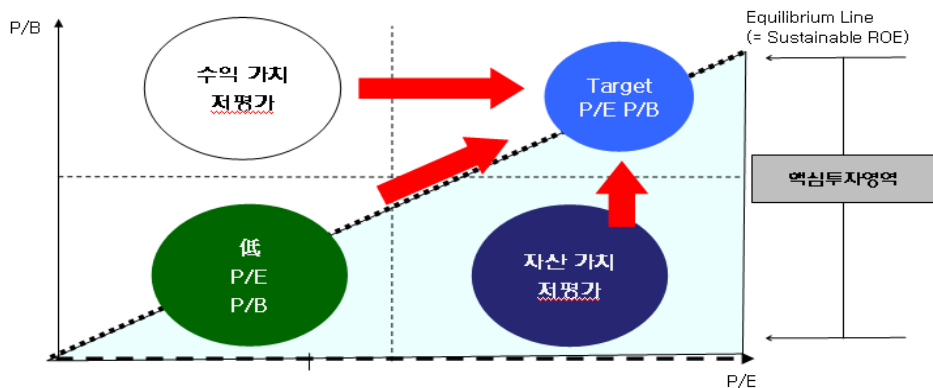 P/B
Equilibrium Line
(= Sustainable ROE)
수익 가치
저평가
Target
P/E P/B
핵심투자영역
低
P/E
P/B
자산 가치
저평가
P/E